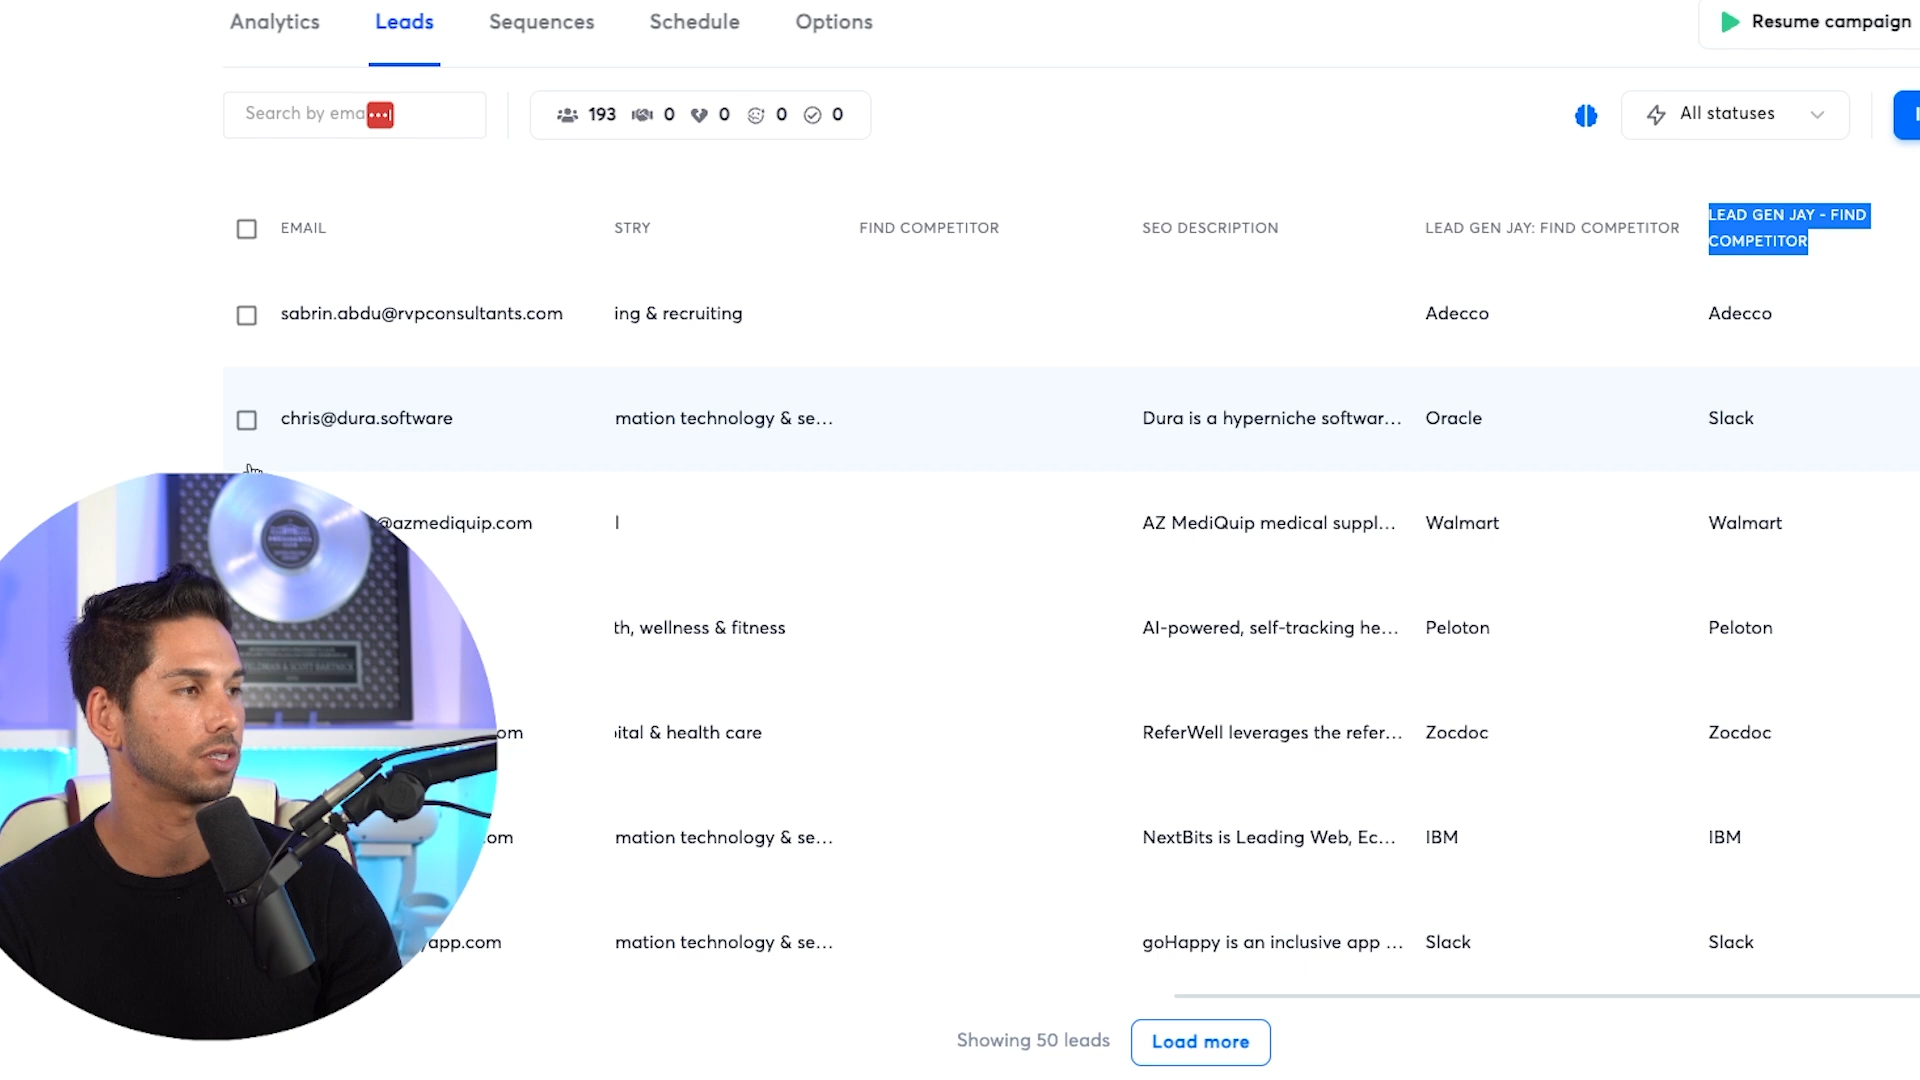 Analytics Leads Sequences Schedule Options Resume campaign
Search by ema 193 0 0 0 0 All statuses
EMAIL STRY FIND COMPETITOR SEO DESCRIPTION LEAD GEN JAY: FIND COMPETITOR LEAD GEN JAY - FIND
COMPETITOR
sabrin.abdu@rvpconsultants.com ing & recruiting Adecco Adecco
chris@dura.software mation technology & se... Dura is a hyperniche softwar... Oracle Slack
@azmediquip.com l AZ MediQuip medical suppl... Walmart Walmart
th, wellness & fitness AI-powered, self-tracking he... Peloton Peloton
om ital & health care ReferWell leverages the refer... Zocdoc Zocdoc
.com mation technology & se... NextBits is Leading Web, Ec... IBM IBM
yapp.com mation technology & se... goHappy is an inclusive app ... Slack Slack
Showing 50 leads Load more